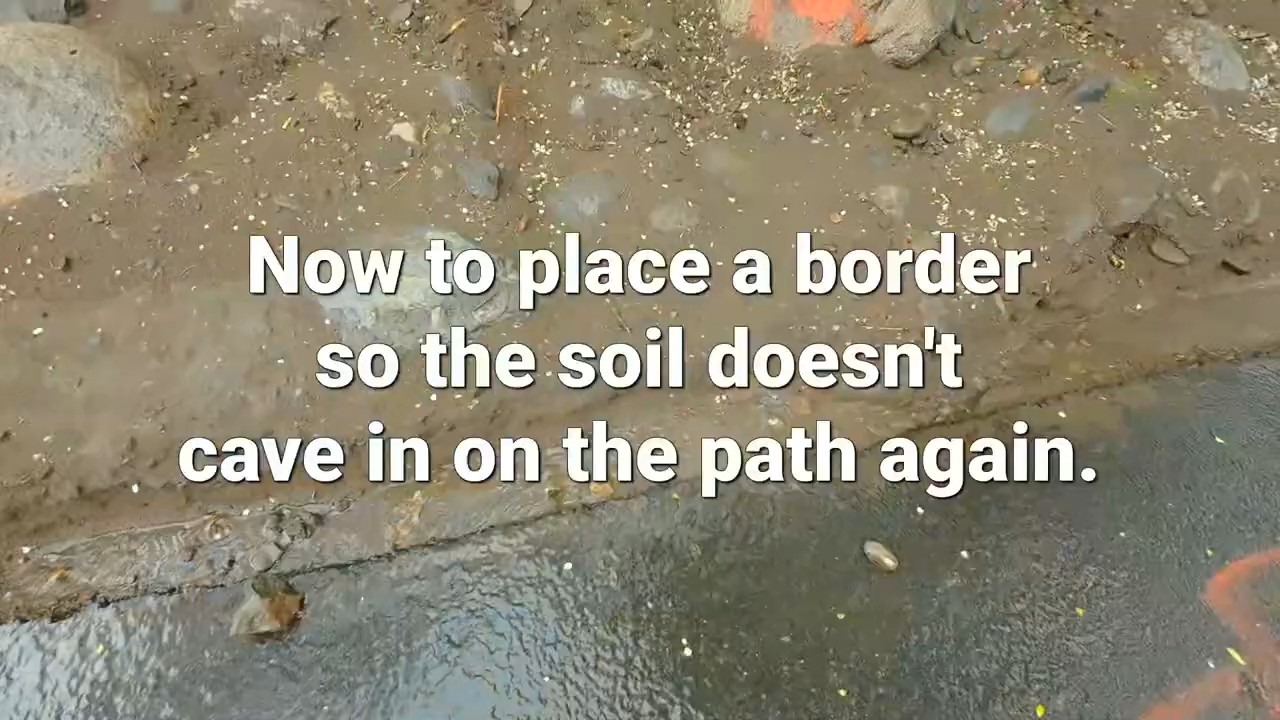 Now to place a border
so the soil doesn't
cave in on the path again.